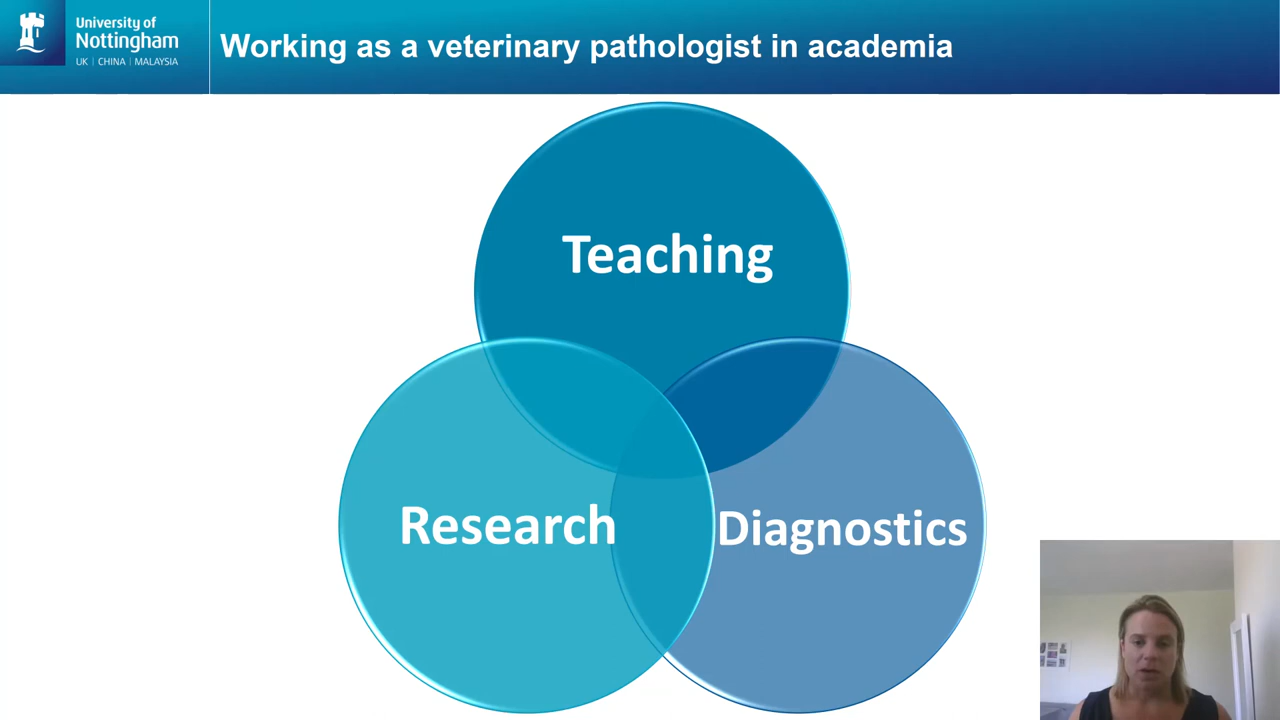 University of
Nottingham
UK | CHINA | MALAYSIA
Working as a veterinary pathologist in academia
Teaching
Research
Diagnostics